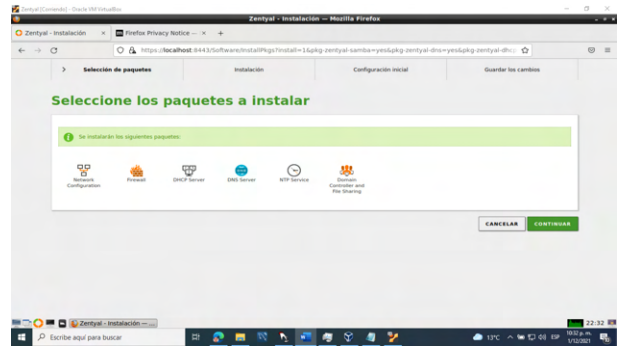 Zentyal [Corriendo] - Oracle VM VirtualBox
Zentyal - Instalación — Mozilla Firefox
Zentyal - Instalación × Firefox Privacy Notice — × +
https://localhost:8443/Software/InstallPkgs?install=1&pkg-zentyal-samba=yes&pkg-zentyal-dns=yes&pkg-zentyal-dhcp
Selección de paquetes Instalación Configuración inicial Guardar los cambios
Seleccione los paquetes a instalar
Se instalarán los siguientes paquetes:
Network Configuration
Firewall
DHCP Server
DNS Server
NTP Service
Domain Controller and File Sharing
CANCELAR CONTINUAR
Zentyal - Instalación — ... 22:32
Escribe aquí para buscar 13°C ESP 10:32 p. m.
1/12/2021